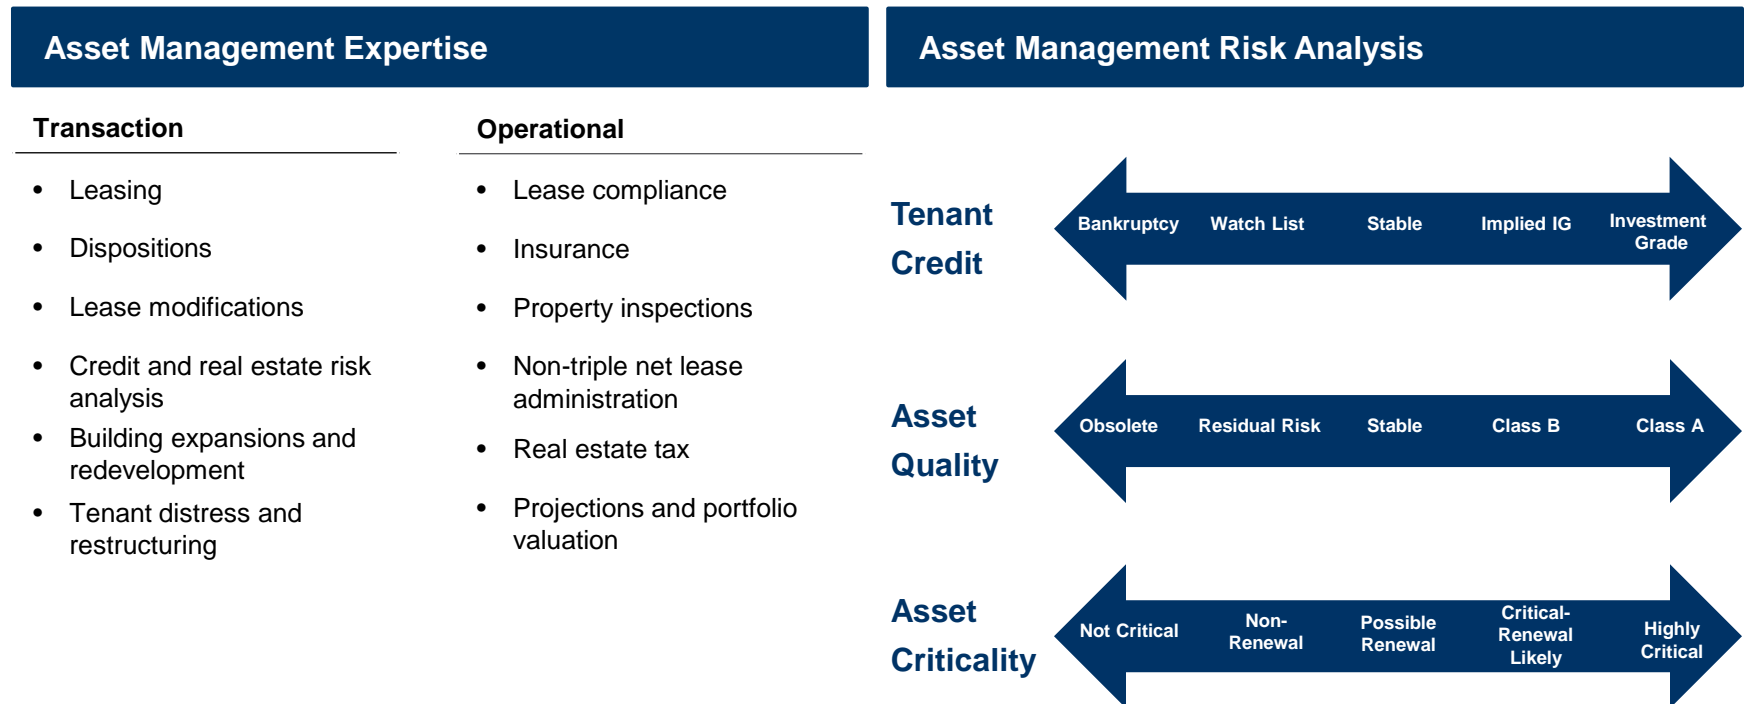 Asset Management Expertise
Transaction
• Leasing
• Dispositions
• Lease modifications
• Credit and real estate risk
analysis
• Building expansions and
redevelopment
• Tenant distress and
restructuring
Operational
• Lease compliance
• Insurance
• Property inspections
• Non-triple net lease
administration
• Real estate tax
• Projections and portfolio
valuation
Asset Management Risk Analysis
Tenant
Credit
Bankruptcy
Watch List
Stable
Implied IG
Investment
Grade
Asset
Quality
Obsolete
Residual Risk
Stable
Class B
Class A
Asset
Criticality
Not Critical
Non-
Renewal
Possible
Renewal
Critical-
Renewal
Likely
Highly
Critical